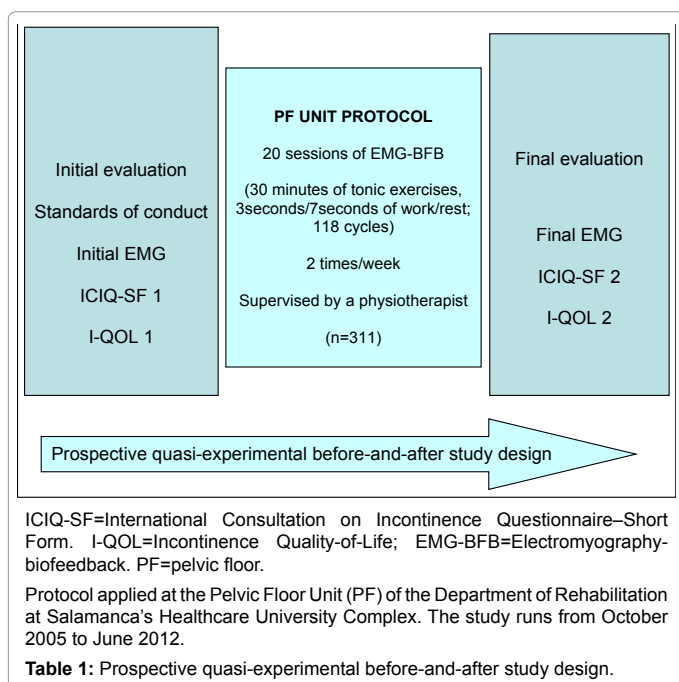 Initial evaluation
Standards of conduct
Initial EMG
ICIQ-SF 1
I-QOL 1
PF UNIT PROTOCOL
20 sessions of EMG-BFB
(30 minutes of tonic exercises,
3seconds/7seconds of work/rest;
118 cycles)
2 times/week
Supervised by a physiotherapist
(n=311)
Final evaluation
Final EMG
ICIQ-SF 2
I-QOL 2
Prospective quasi-experimental before-and-after study design
ICIQ-SF=International Consultation on Incontinence Questionnaire–Short
Form. I-QOL=Incontinence Quality-of-Life; EMG-BFB=Electromyography-
biofeedback. PF=pelvic floor.
Protocol applied at the Pelvic Floor Unit (PF) of the Department of Rehabilitation
at Salamanca's Healthcare University Complex. The study runs from October
2005 to June 2012.
Table 1: Prospective quasi-experimental before-and-after study design.